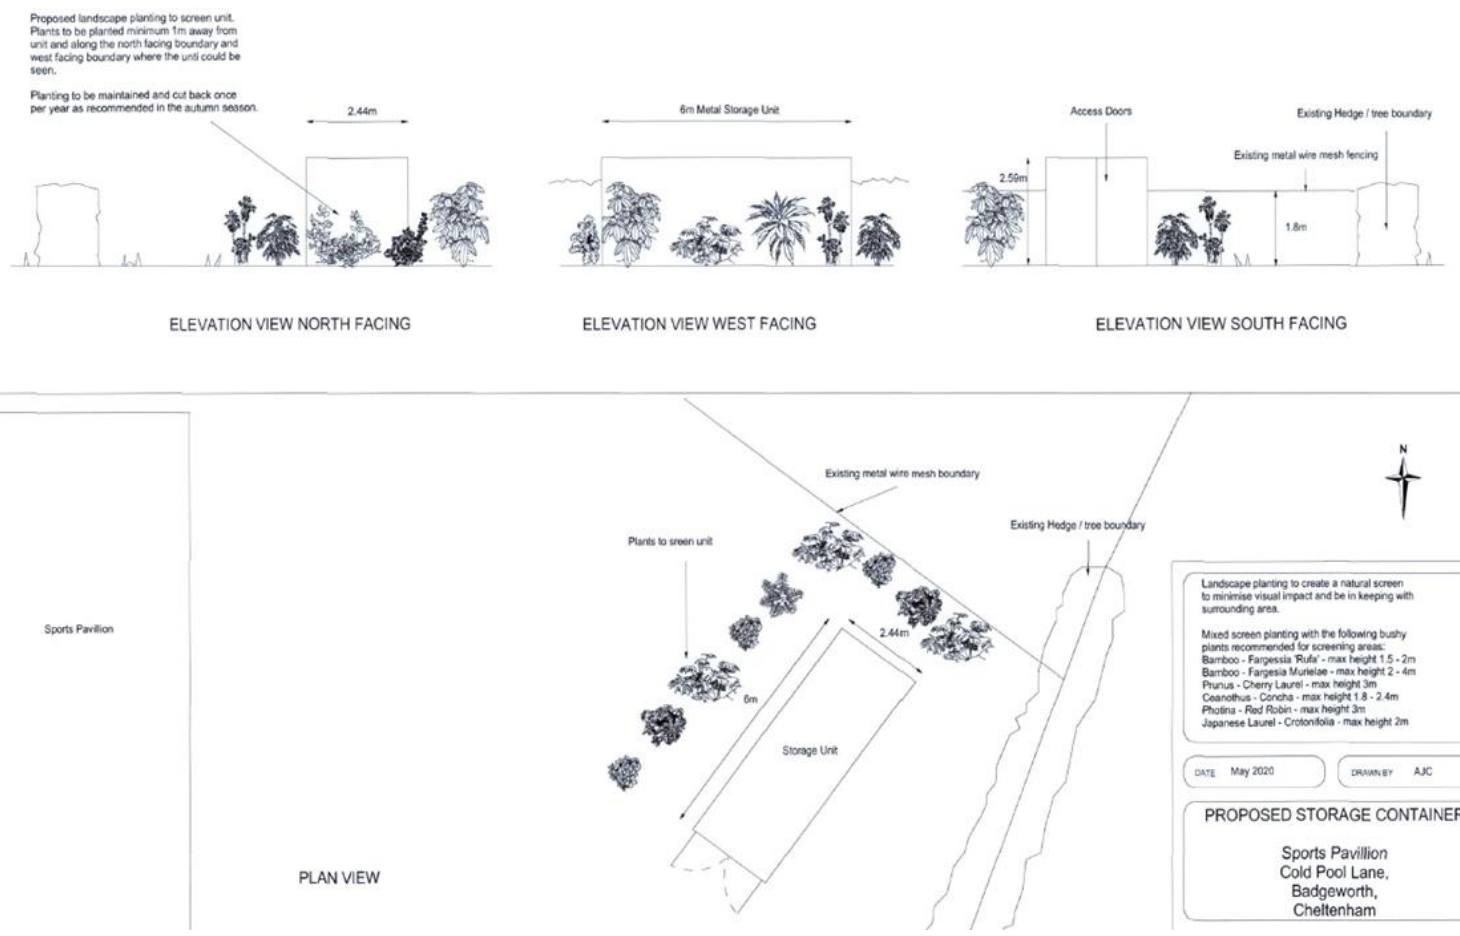 Proposed landscape planting to screen unit.
Plants to be planted minimum 1m away from
unit and along the north facing boundary and
west facing boundary where the unti could be
seen.
Planting to be maintained and cut back once
per year as recommended in the autumn season.
2.44m
6m Metal Storage Unit
Access Doors
Existing Hedge / tree boundary
Existing metal wire mesh fencing
2.59m
1.8m
ELEVATION VIEW NORTH FACING
ELEVATION VIEW WEST FACING
ELEVATION VIEW SOUTH FACING
N
Existing metal wire mesh boundary
Existing Hedge / tree boundary
Plants to sreen unit
Sports Pavillion
2.44m
6m
Storage Unit
PLAN VIEW
Landscape planting to create a natural screen
to minimise visual impact and be in keeping with
surrounding area.
Mixed screen planting with the following bushy
plants recommended for screening areas:
Bamboo - Fargessia 'Rufa' - max height 1.5 - 2m
Bamboo - Fargesia Murielae - max height 2 - 4m
Prunus - Cherry Laurel - max height 3m
Ceanothus - Concha - max height 1.8 - 2.4m
Photina - Red Robin - max height 3m
Japanese Laurel - Crotonifolia - max height 2m
DATE May 2020
DRAWN BY AJC
PROPOSED STORAGE CONTAINER
Sports Pavillion
Cold Pool Lane,
Badgeworth,
Cheltenham